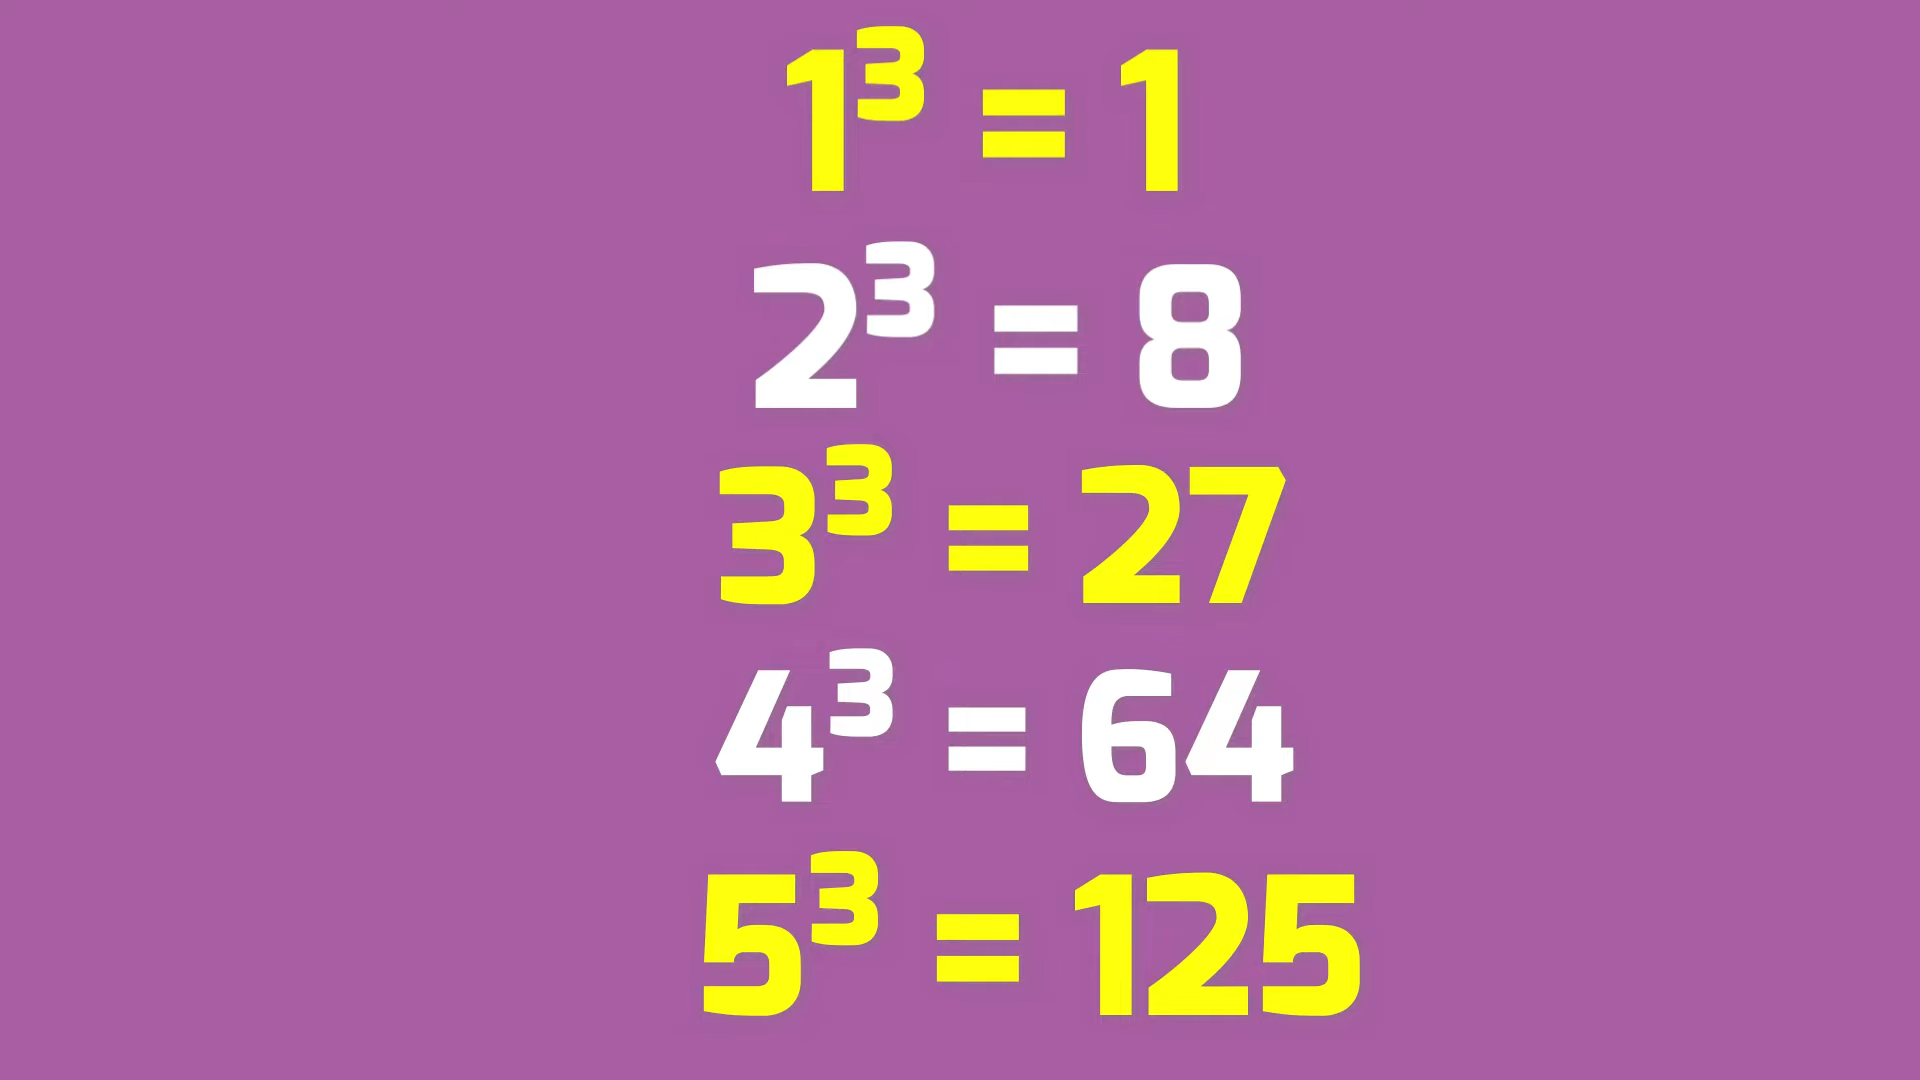 1³ = 1
2³ = 8
3³ = 27
4³ = 64
5³ = 125